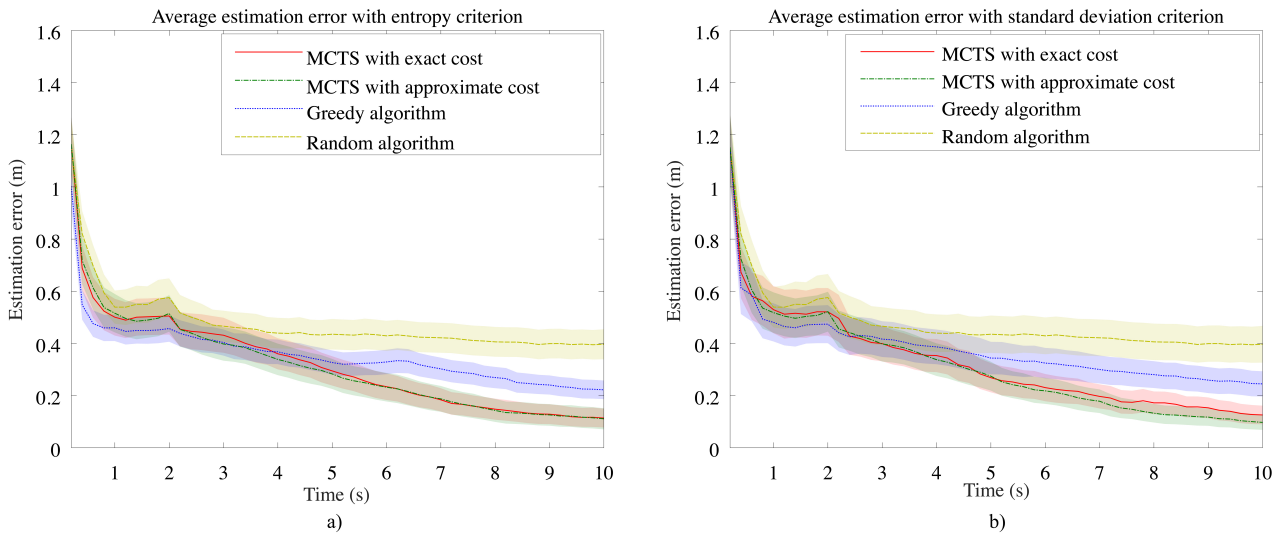 Average estimation error with entropy criterion
1.6
1.4
1.2
1
0.8
0.6
0.4
0.2
0
Estimation error (m)
MCTS with exact cost
MCTS with approximate cost
Greedy algorithm
Random algorithm
1 2 3 4 5 6 7 8 9 10
Time (s)
a)
Average estimation error with standard deviation criterion
1.6
1.4
1.2
1
0.8
0.6
0.4
0.2
0
Estimation error (m)
MCTS with exact cost
MCTS with approximate cost
Greedy algorithm
Random algorithm
1 2 3 4 5 6 7 8 9 10
Time (s)
b)